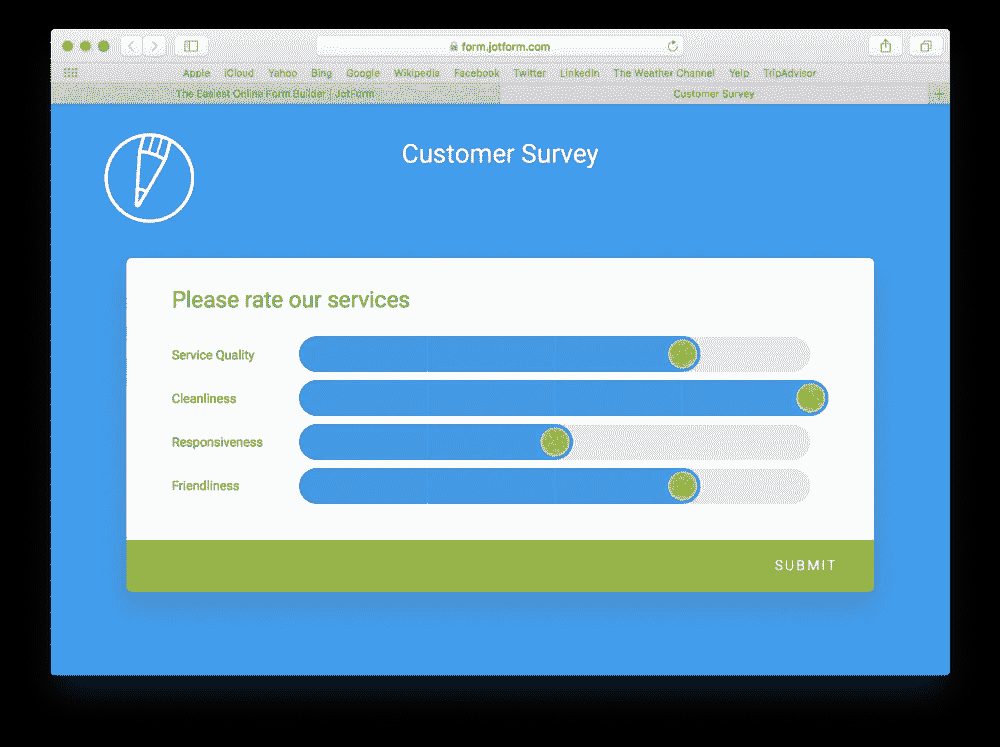 form.jotform.com
Apple iCloud Yahoo Bing Google Wikipedia Facebook Twitter LinkedIn The Weather Channel Yelp TripAdvisor
The Easiest Online Form Builder | JotForm Customer Survey
Customer Survey
Please rate our services
Service Quality
Cleanliness
Responsiveness
Friendliness
SUBMIT